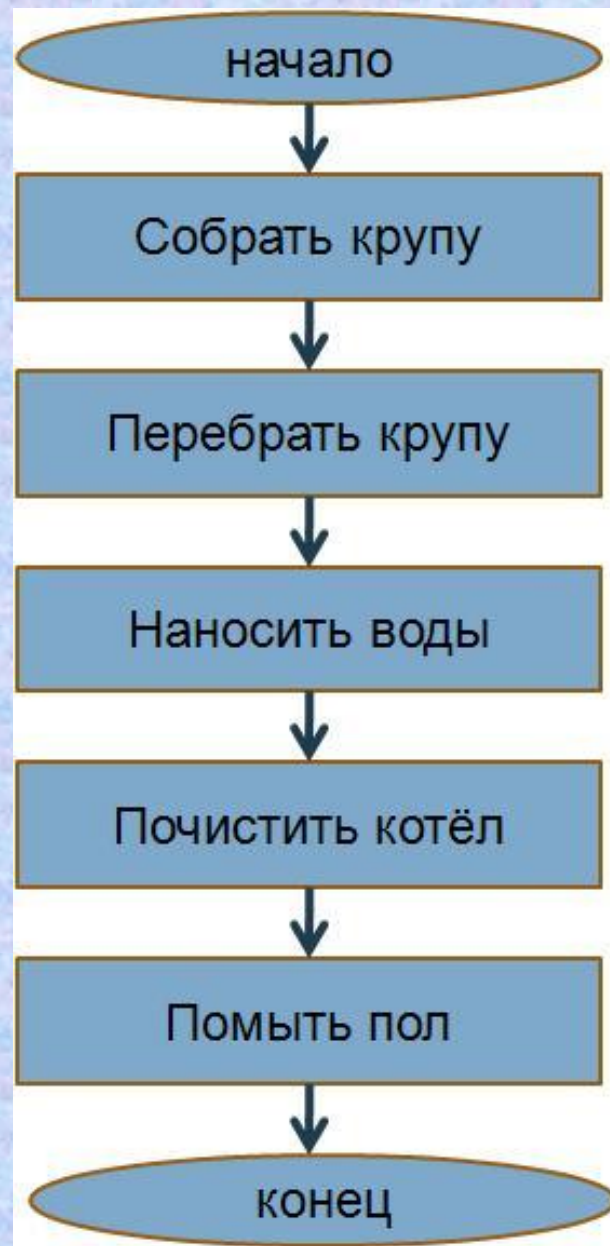 начало
Собрать крупу
Перебрать крупу
Наносить воды
Почистить котёл
Помыть пол
конец